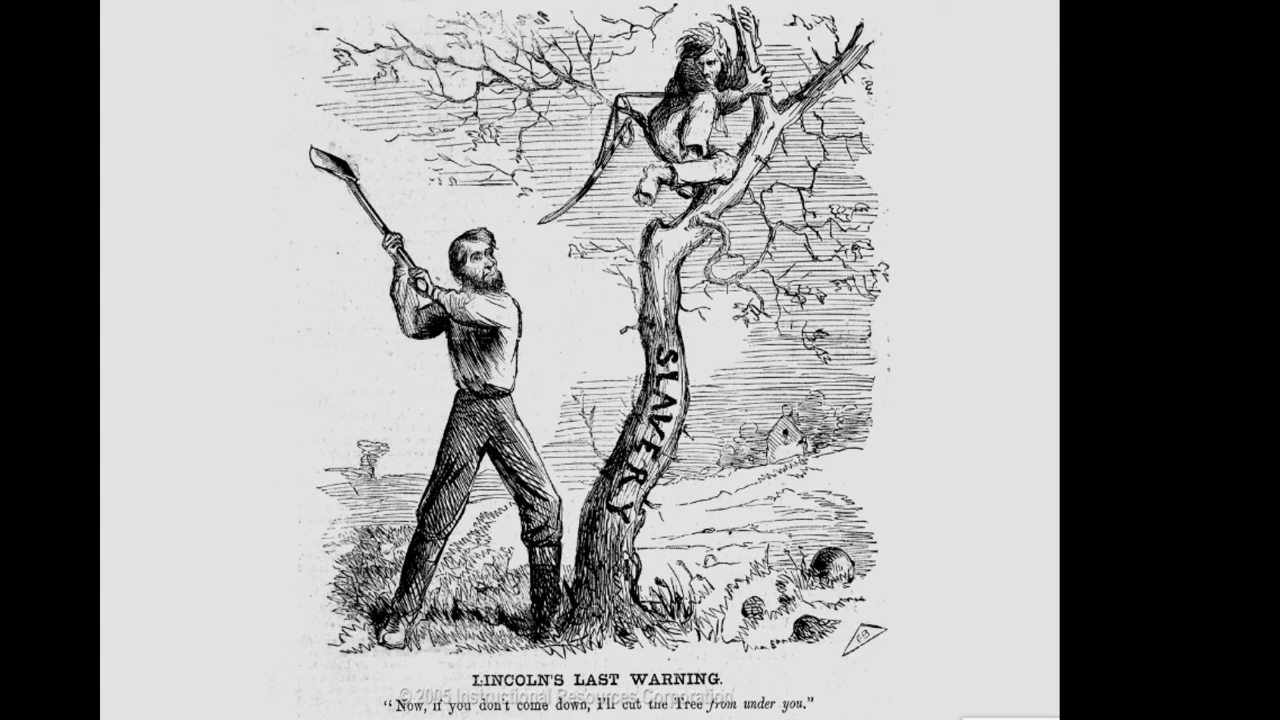 SLAVERY
F.B
LINCOLN'S LAST WARNING.
© 2005 Instructional Resources Corporation
"Now, if you don't come down, I'll cut the Tree from under you."